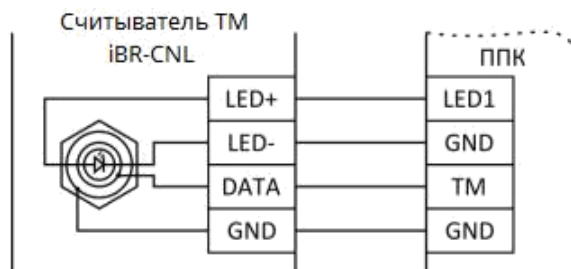 Считыватель ТМ
iBR-CNL
ППК
LED+
LED1
LED-
GND
DATA
TM
GND
GND